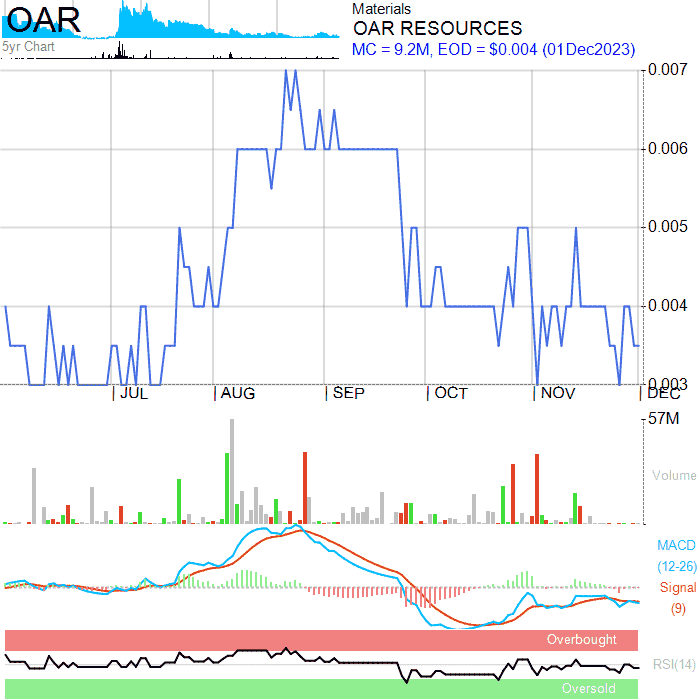 OAR
5yr Chart
Materials
OAR RESOURCES
MC = 9.2M, EOD = $0.004 (01Dec2023)
0.007
0.006
0.005
0.004
0.003
JUL AUG SEP OCT NOV DEC
57M
Volume
MACD
(12-26)
Signal
(9)
Overbought
RSI(14)
Oversold